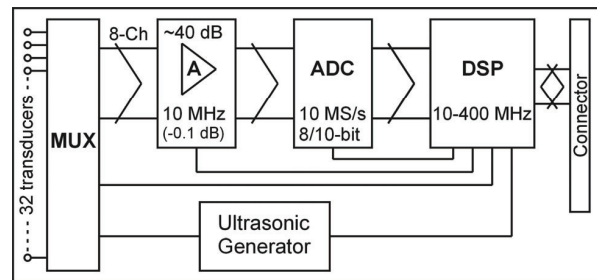 32 transducers
MUX
8-Ch
~40 dB
A
10 MHz
(-0.1 dB)
ADC
10 MS/s
8/10-bit
DSP
10-400 MHz
Connector
Ultrasonic
Generator